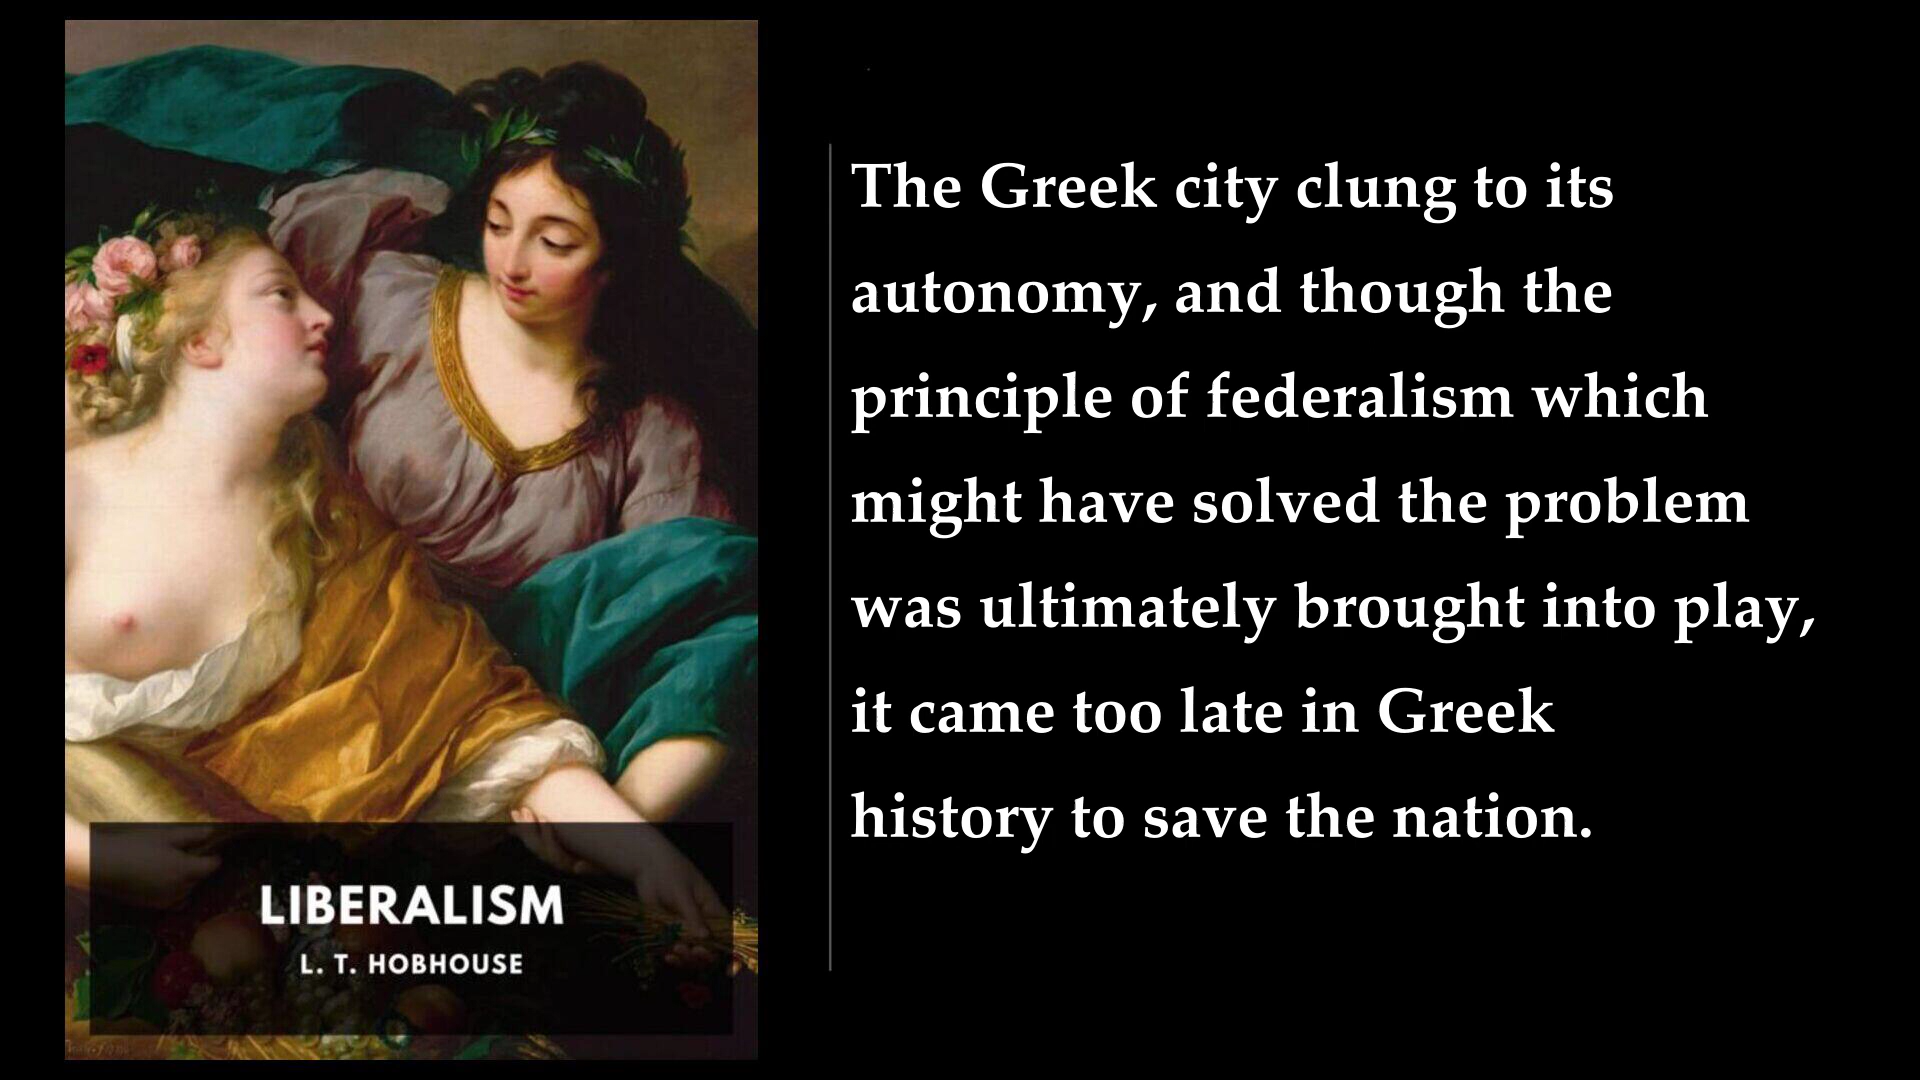 LIBERALISM
L. T. HOBHOUSE
The Greek city clung to its
autonomy, and though the
principle of federalism which
might have solved the problem
was ultimately brought into play,
it came too late in Greek
history to save the nation.